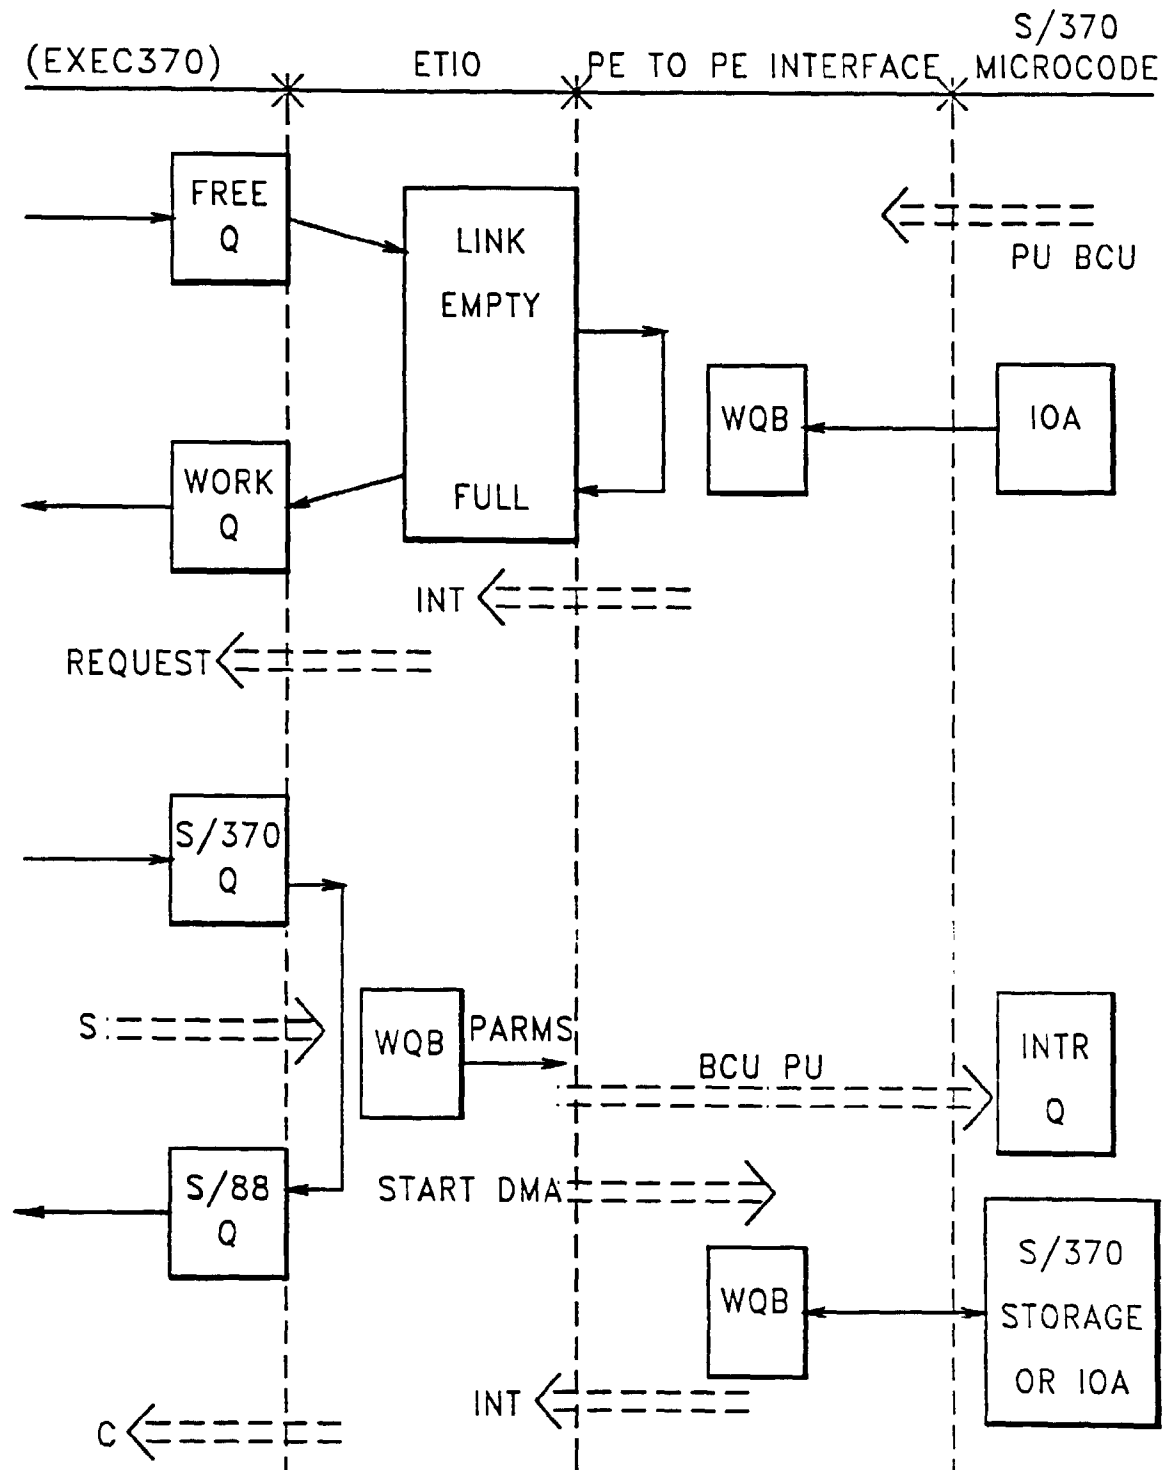 S/370
(EXEC370) ETIO PE TO PE INTERFACE MICROCODE
FREE
Q
LINK
EMPTY
FULL
PU BCU
WQB
IOA
WORK
Q
INT
REQUEST
S/370
Q
S
WQB
PARMS
BCU PU
INTR
Q
START DMA
S/88
Q
WQB
S/370
STORAGE
OR IOA
INT
C